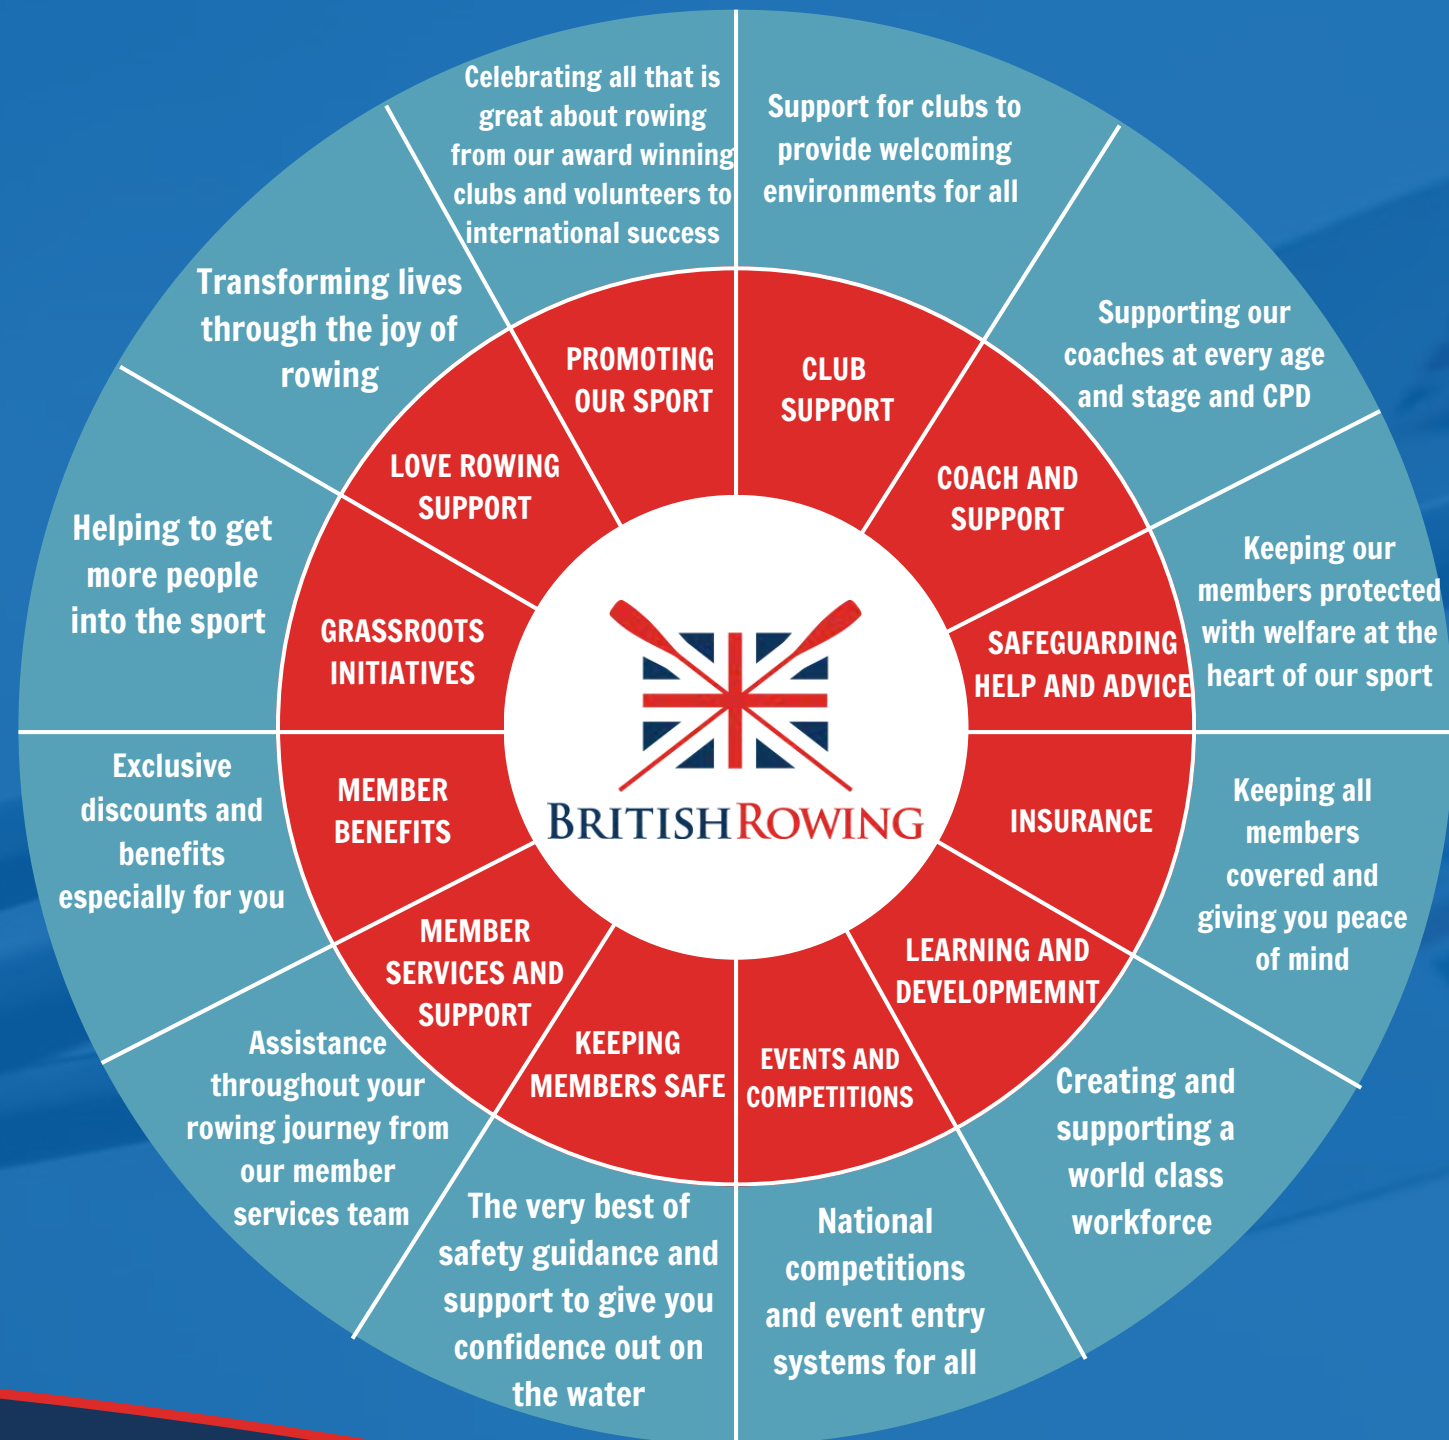 Celebrating all that is
great about rowing
from our award winning
clubs and volunteers to
international success
Support for clubs to
provide welcoming
environments for all
Supporting our
coaches at every age
and stage and CPD
Keeping our
members protected
with welfare at the
heart of our sport
Keeping all
members
covered and
giving you peace
of mind
Creating and
supporting a
world class
workforce
National
competitions
and event entry
systems for all
The very best of
safety guidance and
support to give you
confidence out on
the water
Assistance
throughout your
rowing journey from
our member
services team
Exclusive
discounts and
benefits
especially for you
Helping to get
more people
into the sport
Transforming lives
through the joy of
rowing
PROMOTING
OUR SPORT
CLUB
SUPPORT
COACH AND
SUPPORT
SAFEGUARDING
HELP AND ADVICE
INSURANCE
LEARNING AND
DEVELOPMEMNT
EVENTS AND
COMPETITIONS
KEEPING
MEMBERS SAFE
MEMBER
SERVICES AND
SUPPORT
MEMBER
BENEFITS
GRASSROOTS
INITIATIVES
LOVE ROWING
SUPPORT
BRITISH ROWING